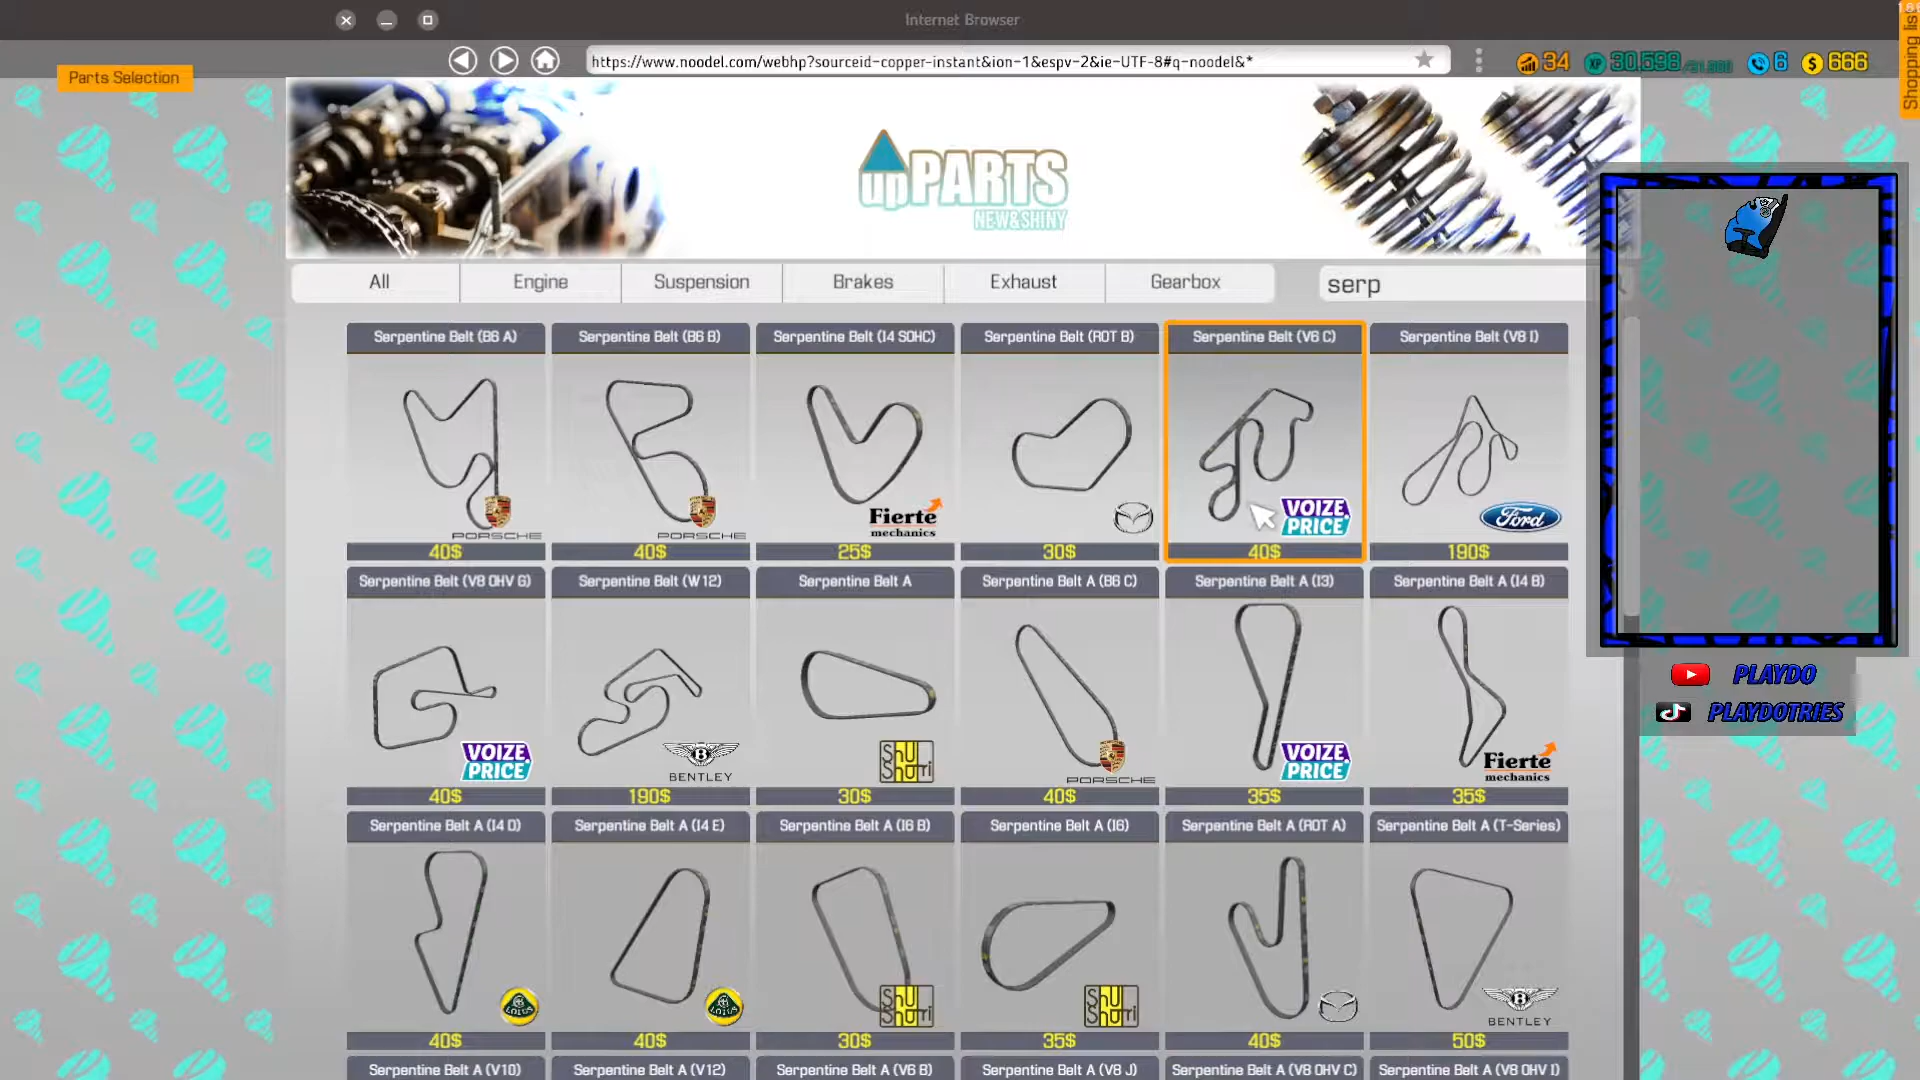 Internet Browser
Shopping list
Parts Selection
https://www.noodel.com/webhp?sourceid-copper-instant&ion-1&espv-2&ie-UTF-8#q-noodel&*
34
30,598
6
$ 666
upPARTS
NEW&SHINY
All
Engine
Suspension
Brakes
Exhaust
Gearbox
serp
Serpentine Belt (B6 A)
Serpentine Belt (B6 B)
Serpentine Belt (I4 SOHC)
Serpentine Belt (ROT B)
Serpentine Belt (V6 C)
Serpentine Belt (V8 I)
PORSCHE
PORSCHE
Fierte mechanics
VOIZE PRICE
Ford
40$
40$
25$
30$
40$
190$
Serpentine Belt (V8 OHV G)
Serpentine Belt (W12)
Serpentine Belt A
Serpentine Belt A (B6 C)
Serpentine Belt A (I3)
Serpentine Belt A (I4 B)
VOIZE PRICE
BENTLEY
PORSCHE
VOIZE PRICE
Fierte mechanics
40$
190$
30$
40$
35$
35$
PLAYDO
PLAYDOTRIES
Serpentine Belt A (I4 D)
Serpentine Belt A (I4 E)
Serpentine Belt A (I6 B)
Serpentine Belt A (I6)
Serpentine Belt A (ROT A)
Serpentine Belt A (T-Series)
LOTUS
LOTUS
BENTLEY
40$
40$
30$
35$
40$
50$
Serpentine Belt A (V10)
Serpentine Belt A (V12)
Serpentine Belt A (V6 B)
Serpentine Belt A (V8 J)
Serpentine Belt A (V8 OHV C)
Serpentine Belt A (V8 OHV I)